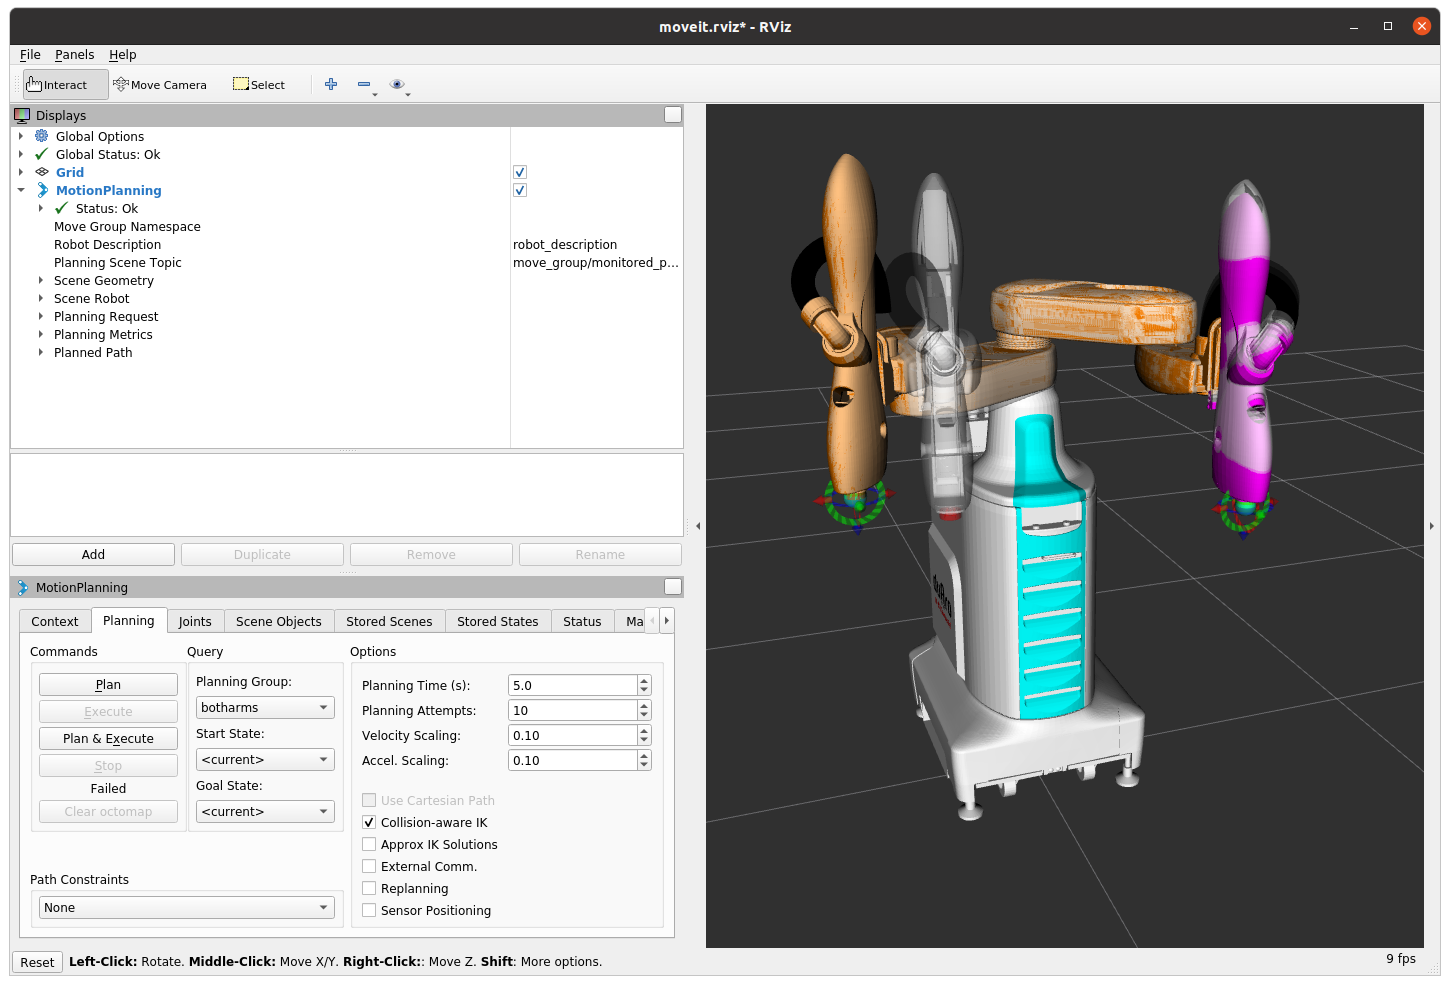 moveit.rviz* - RViz
File Panels Help
Interact Move Camera Select
Displays
Global Options
Global Status: Ok
Grid
MotionPlanning
Status: Ok
Move Group Namespace
Robot Description robot_description
Planning Scene Topic move_group/monitored_p...
Scene Geometry
Scene Robot
Planning Request
Planning Metrics
Planned Path
Add Duplicate Remove Rename
MotionPlanning
Context Planning Joints Scene Objects Stored Scenes Stored States Status Ma
Commands Query Options
Plan
Execute
Plan & Execute
Stop
Failed
Clear octomap
Planning Group:
botharms
Start State:
<current>
Goal State:
<current>
Planning Time (s): 5.0
Planning Attempts: 10
Velocity Scaling: 0.10
Accel. Scaling: 0.10
Use Cartesian Path
Collision-aware IK
Approx IK Solutions
External Comm.
Replanning
Sensor Positioning
Path Constraints
None
Reset Left-Click: Rotate. Middle-Click: Move X/Y. Right-Click:: Move Z. Shift: More options. 9 fps